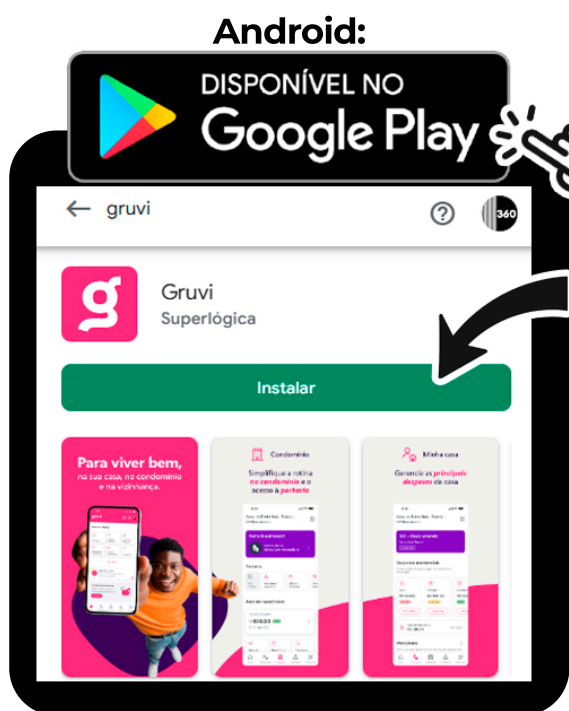 Android:
DISPONÍVEL NO
Google Play
gruvi
360
g
Gruvi
Superlógica
Instalar
Para viver bem,
na sua casa, no condomínio
e na vizinhança.
Condomínio
Simplifique a rotina
no condomínio e o
acesso à portaria
Minha casa
Gerencie as principais
despesas da casa